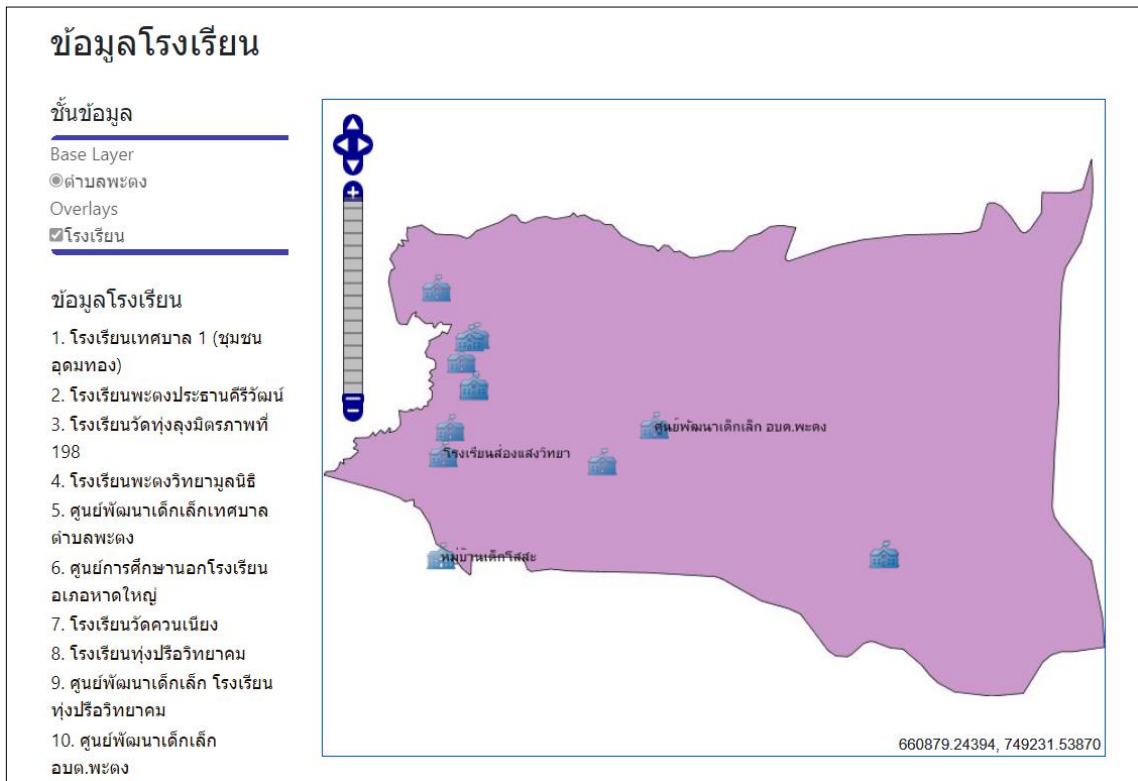 ข้อมูลโรงเรียน
ชั้นข้อมูล
Base Layer
ตำบลพะตง
Overlays
โรงเรียน
ข้อมูลโรงเรียน
1. โรงเรียนเทศบาล 1 (ชุมชน
อุดมทอง)
2. โรงเรียนพะตงประธานคีรีวัฒน์
3. โรงเรียนวัดทุ่งลุงมิตรภาพที่
198
4. โรงเรียนพะตงวิทยามูลนิธิ
5. ศูนย์พัฒนาเด็กเล็กเทศบาล
ตำบลพะตง
6. ศูนย์การศึกษานอกโรงเรียน
อเภอหาดใหญ่
7. โรงเรียนวัดควนเนียง
8. โรงเรียนทุ่งปรือวิทยาคม
9. ศูนย์พัฒนาเด็กเล็ก โรงเรียน
ทุ่งปรือวิทยาคม
10. ศูนย์พัฒนาเด็กเล็ก
อบต.พะตง
ศูนย์พัฒนาเด็กเล็ก อบต.พะตง
โรงเรียนส่องแสงวิทยา
หมู่บ้านเด็กโสสะ
660879.24394, 749231.53870